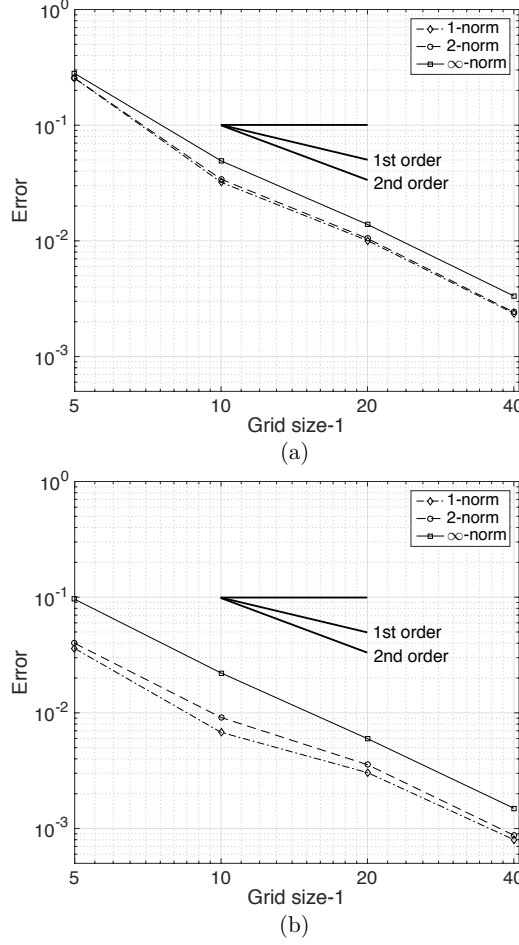 10^0
10^-1
10^-2
10^-3
Error
1-norm
2-norm
∞-norm
1st order
2nd order
5 10 20 40
Grid size-1
(a)
10^0
10^-1
10^-2
10^-3
Error
1-norm
2-norm
∞-norm
1st order
2nd order
5 10 20 40
Grid size-1
(b)